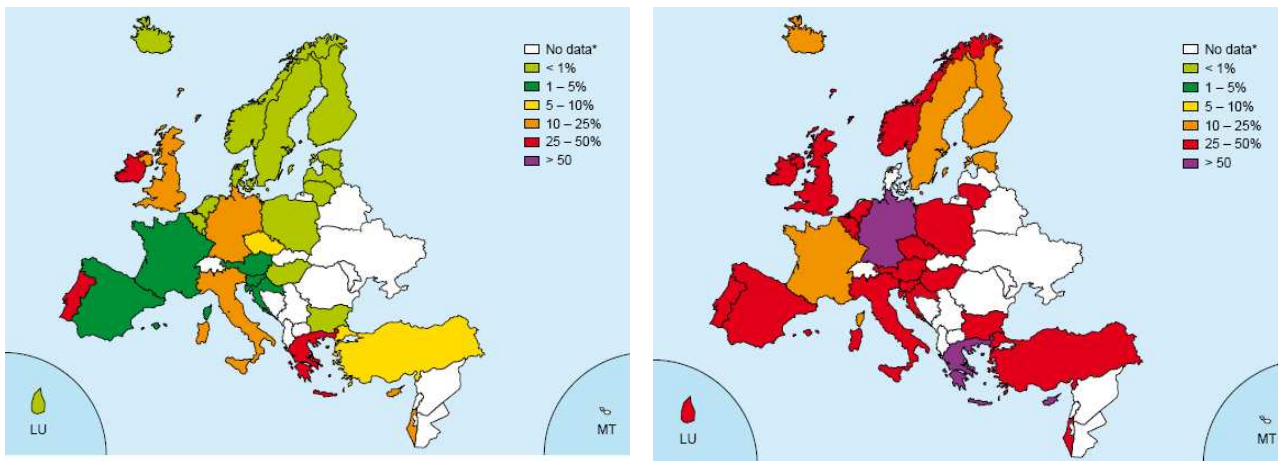 No data*
< 1%
1 – 5%
5 – 10%
10 – 25%
25 – 50%
> 50
LU
MT
No data*
< 1%
1 – 5%
5 – 10%
10 – 25%
25 – 50%
> 50
LU
MT